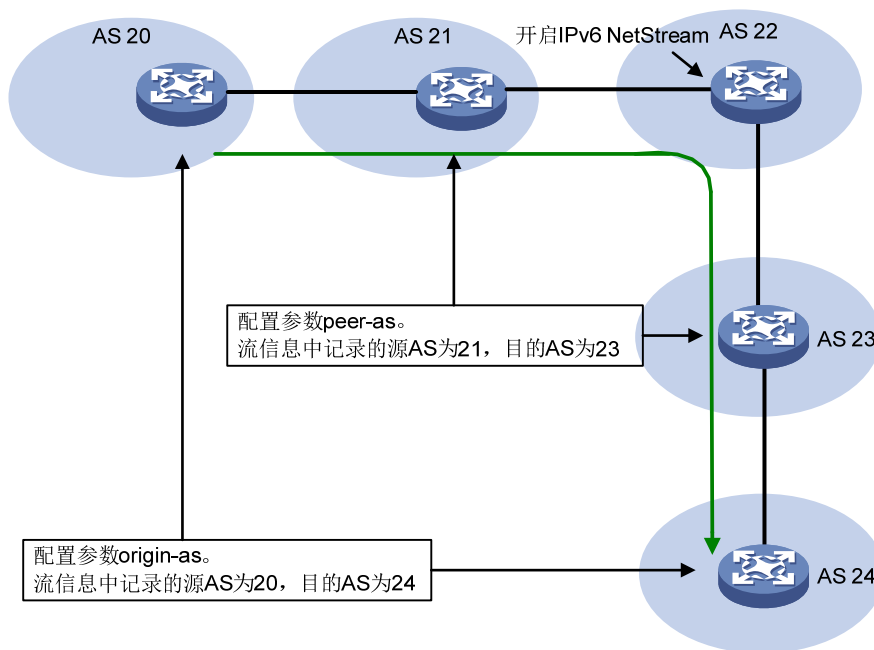 AS 20
AS 21
开启IPv6 NetStream
AS 22
配置参数peer-as。
流信息中记录的源AS为21，目的AS为23
AS 23
配置参数origin-as。
流信息中记录的源AS为20，目的AS为24
AS 24